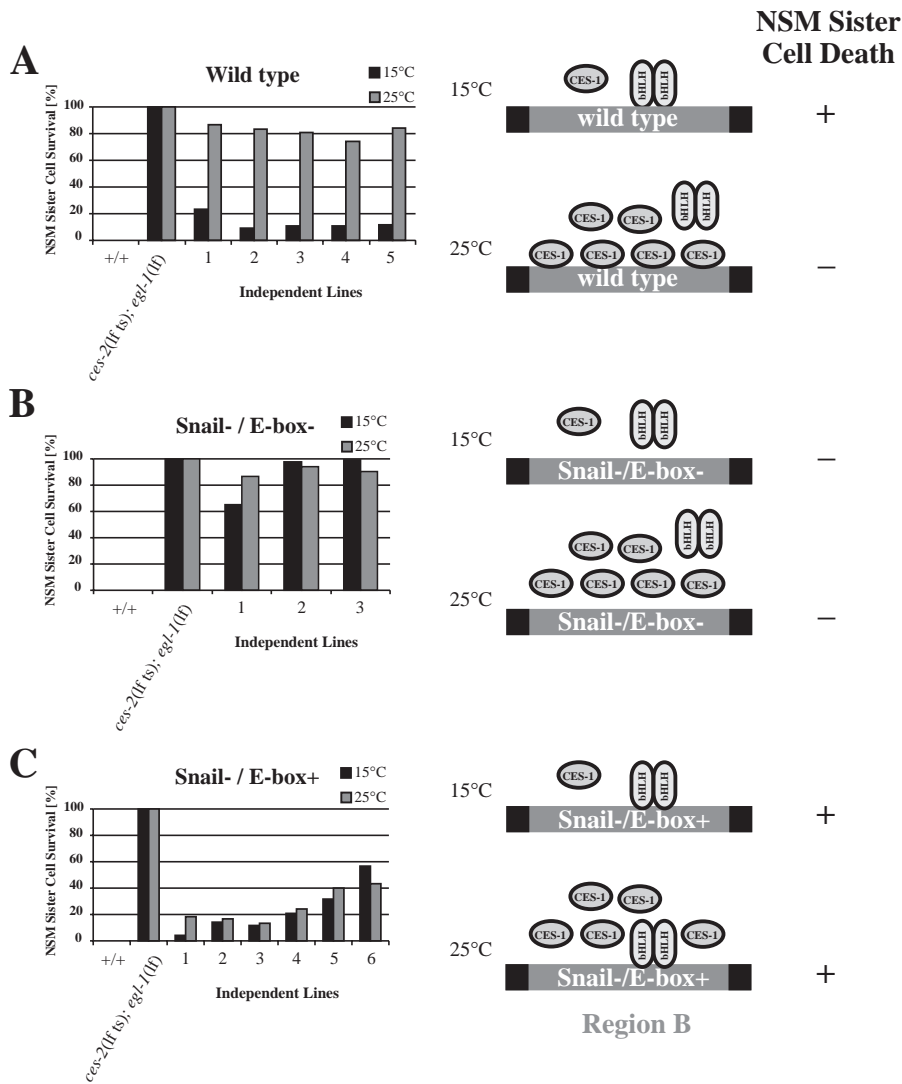 NSM Sister
Cell Death
A
Wild type
15°C
25°C
NSM Sister Cell Survival [%]
100
80
60
40
20
0
+/+
ces-2(lf ts); egl-1(lf)
1 2 3 4 5
Independent Lines
15°C
CES-1
bHLH bHLH
wild type
+
25°C
CES-1 CES-1
bHLH bHLH
CES-1 CES-1 CES-1 CES-1
wild type
–
B
Snail- / E-box-
15°C
25°C
NSM Sister Cell Survival [%]
100
80
60
40
20
0
+/+
ces-2(lf ts); egl-1(lf)
1 2 3
Independent Lines
15°C
CES-1
bHLH bHLH
Snail-/E-box-
–
25°C
CES-1 CES-1
bHLH bHLH
CES-1 CES-1 CES-1 CES-1
Snail-/E-box-
–
C
Snail- / E-box+
15°C
25°C
NSM Sister Cell Survival [%]
100
80
60
40
20
0
+/+
ces-2(lf ts); egl-1(lf)
1 2 3 4 5 6
Independent Lines
15°C
CES-1
bHLH bHLH
Snail-/E-box+
+
25°C
CES-1 CES-1
CES-1 CES-1 bHLH bHLH CES-1
Snail-/E-box+
+
Region B